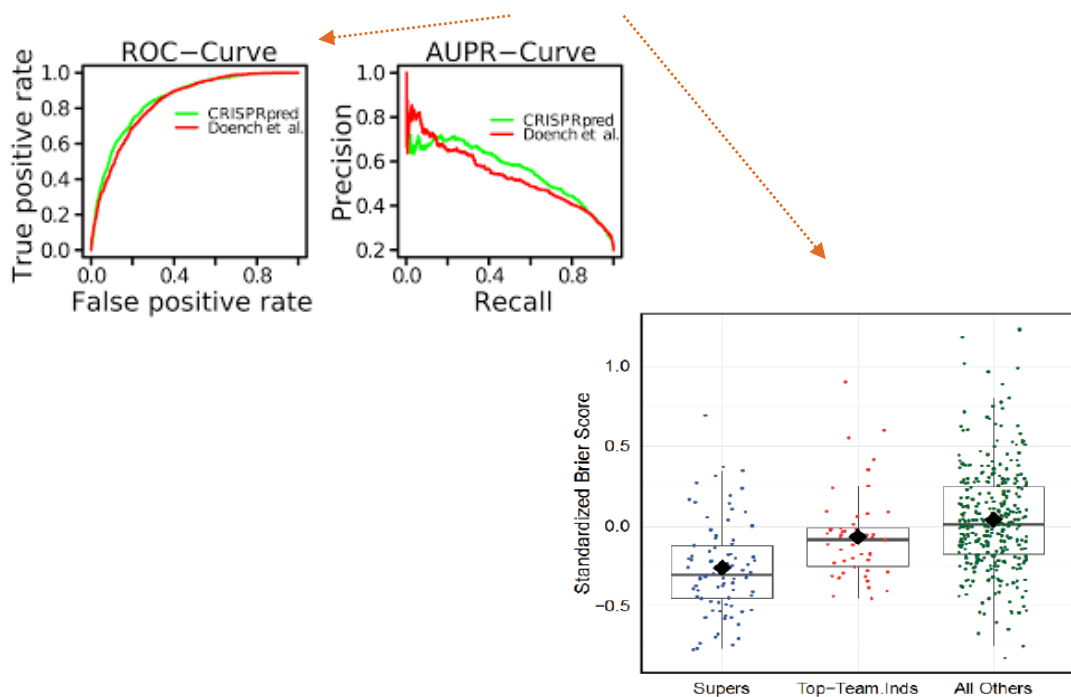 ROC−Curve
True positive rate
1.0
0.8
0.6
0.4
0.2
0.0
CRISPRpred
Doench et al.
0.0 0.4 0.8
False positive rate
AUPR−Curve
Precision
1.0
0.8
0.6
0.4
0.2
CRISPRpred
Doench et al.
0.0 0.4 0.8
Recall
Standardized Brier Score
1.0
0.5
0.0
−0.5
Supers Top−Team.Inds All Others